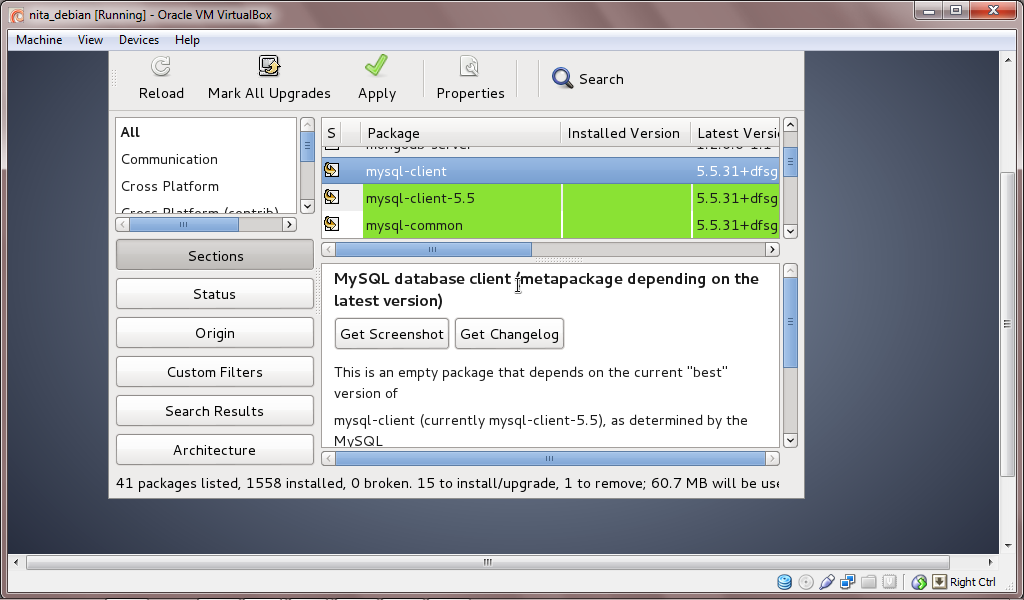 nita_debian [Running] - Oracle VM VirtualBox
Machine View Devices Help
Reload Mark All Upgrades Apply Properties Search
All
Communication
Cross Platform
Cross Platform (contrib)
S Package Installed Version Latest Versi
mongodb-server
mysql-client 5.5.31+dfsg
mysql-client-5.5 5.5.31+dfsg
mysql-common 5.5.31+dfsg
Sections
Status
Origin
Custom Filters
Search Results
Architecture
MySQL database client (metapackage depending on the
latest version)
Get Screenshot Get Changelog
This is an empty package that depends on the current "best"
version of
mysql-client (currently mysql-client-5.5), as determined by the
MySQL
41 packages listed, 1558 installed, 0 broken. 15 to install/upgrade, 1 to remove; 60.7 MB will be use
Right Ctrl